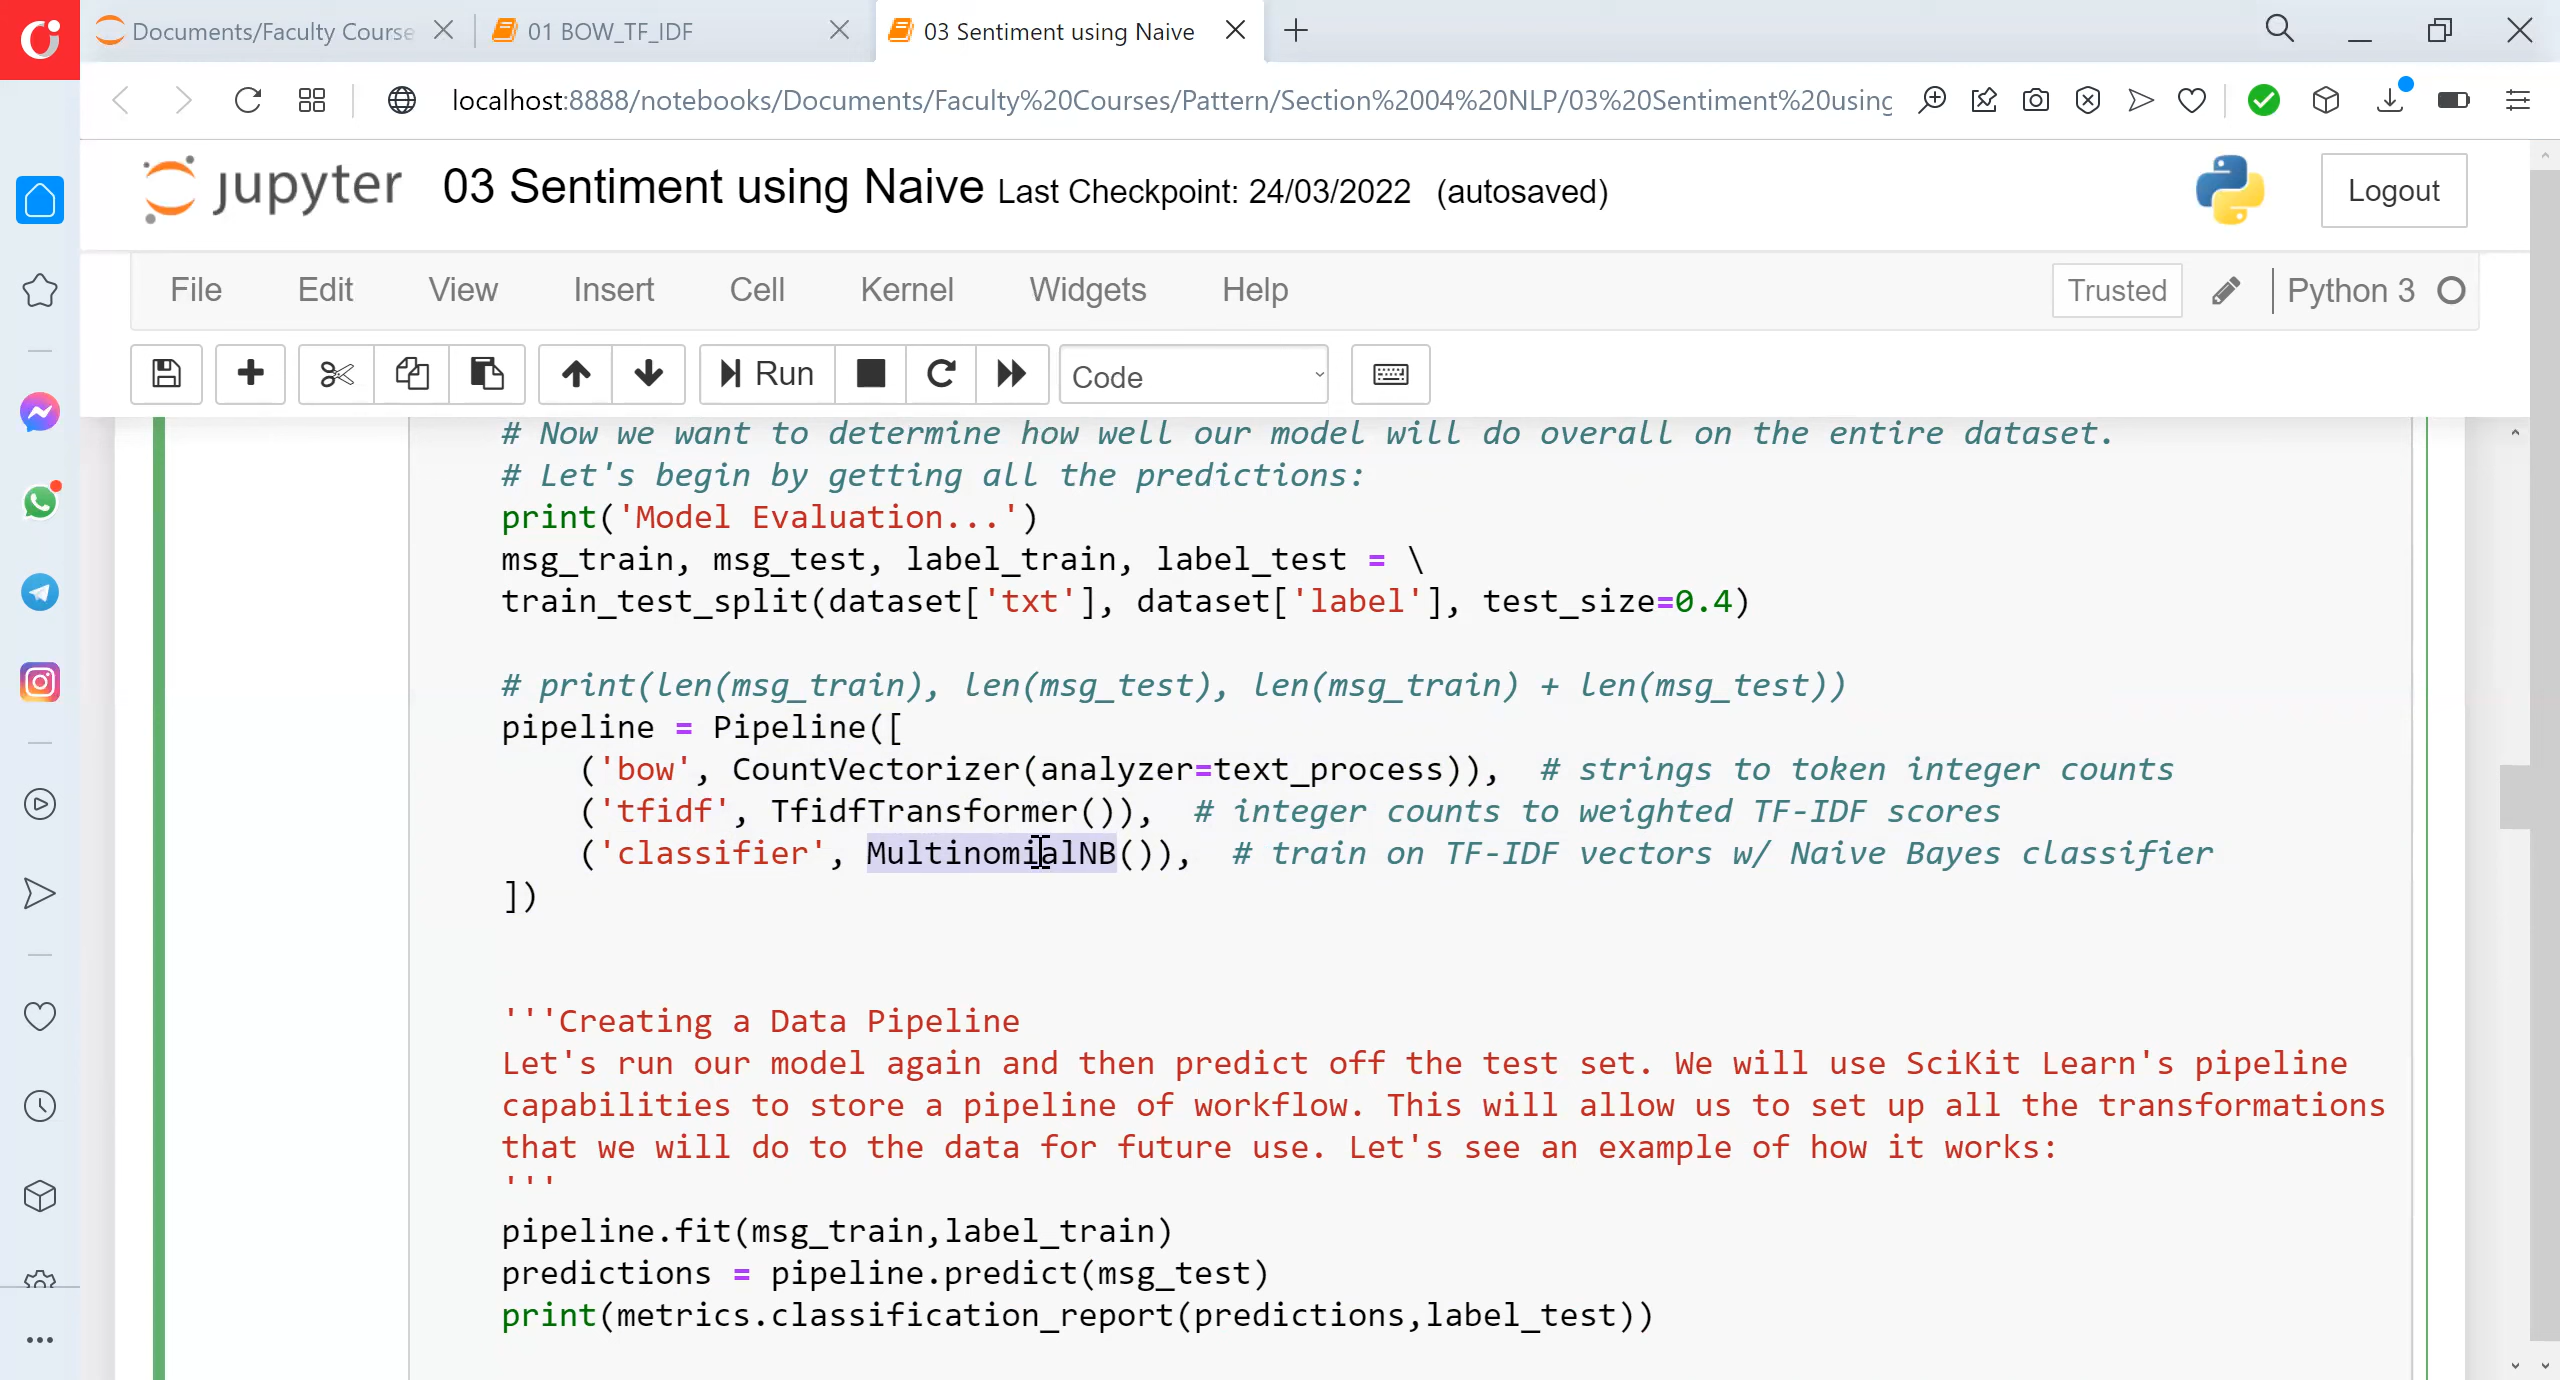 Documents/Faculty Course
01 BOW_TF_IDF
03 Sentiment using Naive
localhost:8888/notebooks/Documents/Faculty%20Courses/Pattern/Section%2004%20NLP/03%20Sentiment%20using
jupyter 03 Sentiment using Naive Last Checkpoint: 24/03/2022 (autosaved)
Logout
File Edit View Insert Cell Kernel Widgets Help
Trusted Python 3
Run
Code
# Now we want to determine how well our model will do overall on the entire dataset.
# Let's begin by getting all the predictions:
print('Model Evaluation...')
msg_train, msg_test, label_train, label_test = \
train_test_split(dataset['txt'], dataset['label'], test_size=0.4)
# print(len(msg_train), len(msg_test), len(msg_train) + len(msg_test))
pipeline = Pipeline([
('bow', CountVectorizer(analyzer=text_process)), # strings to token integer counts
('tfidf', TfidfTransformer()), # integer counts to weighted TF-IDF scores
('classifier', MultinomialNB()), # train on TF-IDF vectors w/ Naive Bayes classifier
])
'''Creating a Data Pipeline
Let's run our model again and then predict off the test set. We will use SciKit Learn's pipeline
capabilities to store a pipeline of workflow. This will allow us to set up all the transformations
that we will do to the data for future use. Let's see an example of how it works:
'''
pipeline.fit(msg_train,label_train)
predictions = pipeline.predict(msg_test)
print(metrics.classification_report(predictions,label_test))